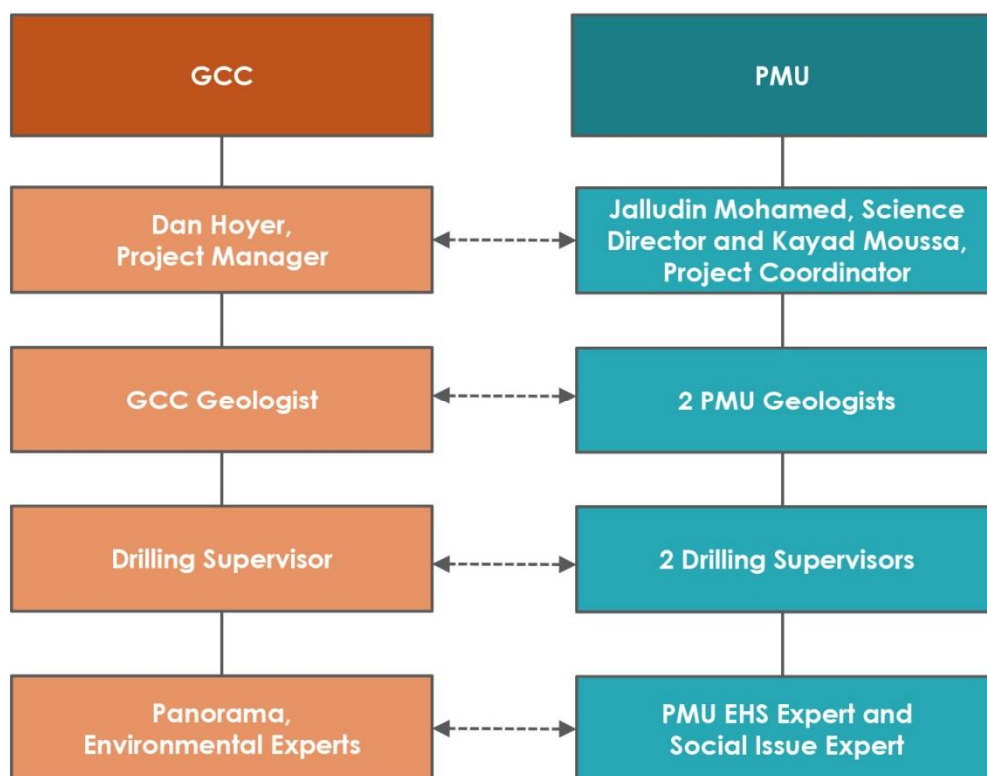 GCC
PMU
Dan Hoyer,
Project Manager
Jalludin Mohamed, Science
Director and Kayad Moussa,
Project Coordinator
GCC Geologist
2 PMU Geologists
Drilling Supervisor
2 Drilling Supervisors
Panorama,
Environmental Experts
PMU EHS Expert and
Social Issue Expert